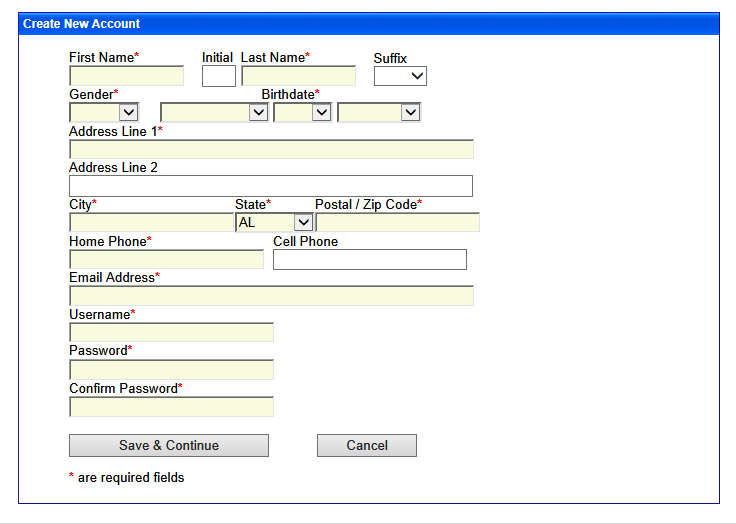 Create New Account
First Name* Initial Last Name* Suffix
Gender* Birthdate*
Address Line 1*
Address Line 2
City* State* Postal / Zip Code*
AL
Home Phone* Cell Phone
Email Address*
Username*
Password*
Confirm Password*
Save & Continue Cancel
* are required fields